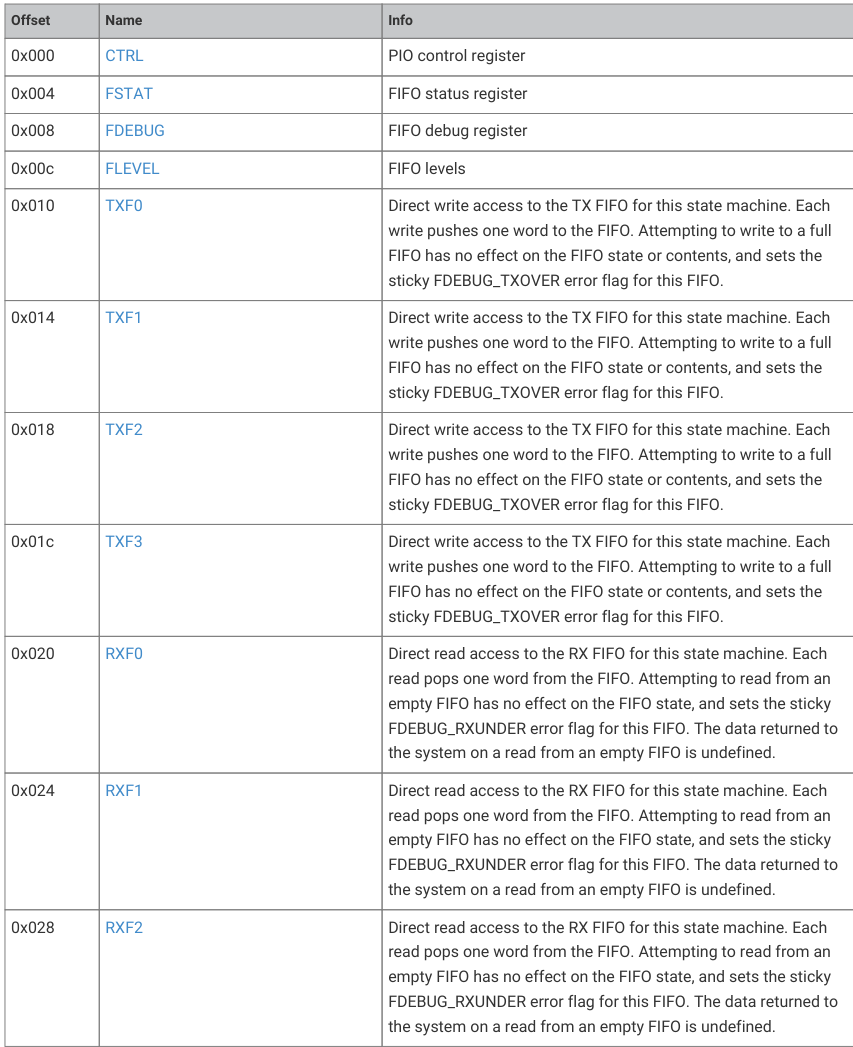 Offset Name Info
0x000 CTRL PIO control register
0x004 FSTAT FIFO status register
0x008 FDEBUG FIFO debug register
0x00c FLEVEL FIFO levels
0x010 TXF0 Direct write access to the TX FIFO for this state machine. Each
write pushes one word to the FIFO. Attempting to write to a full
FIFO has no effect on the FIFO state or contents, and sets the
sticky FDEBUG_TXOVER error flag for this FIFO.
0x014 TXF1 Direct write access to the TX FIFO for this state machine. Each
write pushes one word to the FIFO. Attempting to write to a full
FIFO has no effect on the FIFO state or contents, and sets the
sticky FDEBUG_TXOVER error flag for this FIFO.
0x018 TXF2 Direct write access to the TX FIFO for this state machine. Each
write pushes one word to the FIFO. Attempting to write to a full
FIFO has no effect on the FIFO state or contents, and sets the
sticky FDEBUG_TXOVER error flag for this FIFO.
0x01c TXF3 Direct write access to the TX FIFO for this state machine. Each
write pushes one word to the FIFO. Attempting to write to a full
FIFO has no effect on the FIFO state or contents, and sets the
sticky FDEBUG_TXOVER error flag for this FIFO.
0x020 RXF0 Direct read access to the RX FIFO for this state machine. Each
read pops one word from the FIFO. Attempting to read from an
empty FIFO has no effect on the FIFO state, and sets the sticky
FDEBUG_RXUNDER error flag for this FIFO. The data returned to
the system on a read from an empty FIFO is undefined.
0x024 RXF1 Direct read access to the RX FIFO for this state machine. Each
read pops one word from the FIFO. Attempting to read from an
empty FIFO has no effect on the FIFO state, and sets the sticky
FDEBUG_RXUNDER error flag for this FIFO. The data returned to
the system on a read from an empty FIFO is undefined.
0x028 RXF2 Direct read access to the RX FIFO for this state machine. Each
read pops one word from the FIFO. Attempting to read from an
empty FIFO has no effect on the FIFO state, and sets the sticky
FDEBUG_RXUNDER error flag for this FIFO. The data returned to
the system on a read from an empty FIFO is undefined.